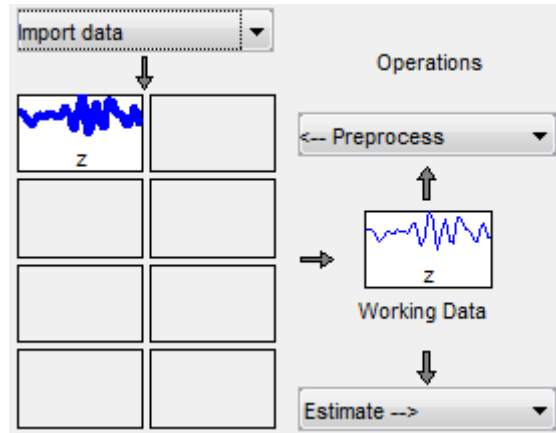 Import data
Operations
z
<-- Preprocess
z
Working Data
Estimate -->